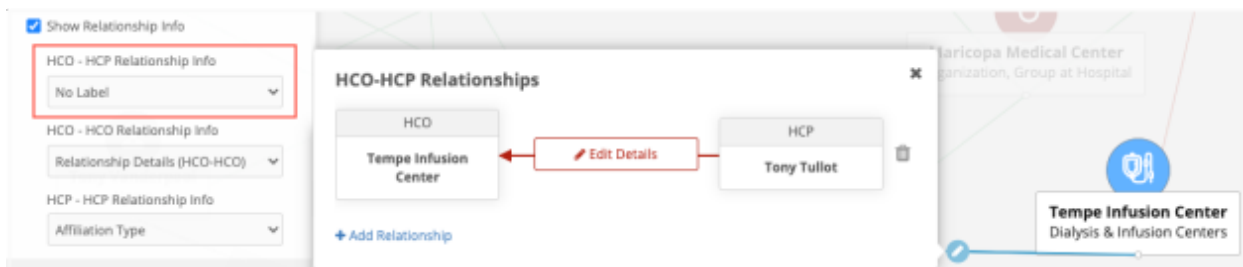 Show Relationship Info
HCO - HCP Relationship Info
No Label
HCO - HCO Relationship Info
Relationship Details (HCO-HCO)
HCP - HCP Relationship Info
Affiliation Type
HCO-HCP Relationships
HCO
Tempe Infusion
Center
Edit Details
HCP
Tony Tullot
+ Add Relationship
Maricopa Medical Center
Organization, Group at Hospital
Tempe Infusion Center
Dialysis & Infusion Centers